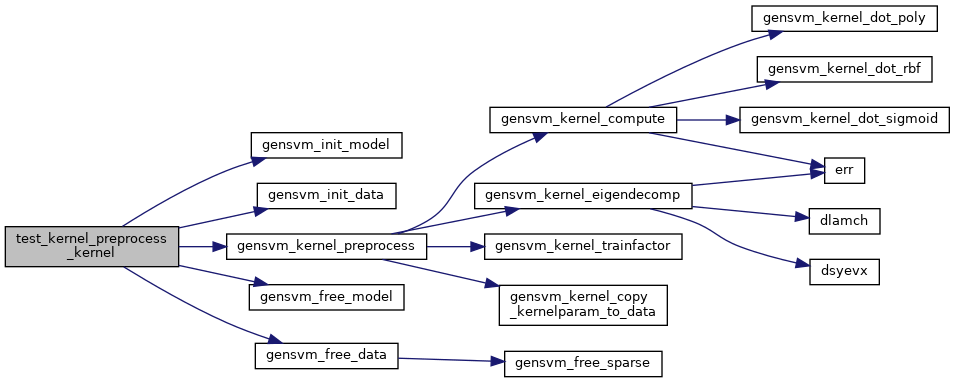 test_kernel_preprocess
_kernel
gensvm_init_model
gensvm_init_data
gensvm_kernel_preprocess
gensvm_free_model
gensvm_free_data
gensvm_kernel_compute
gensvm_kernel_eigendecomp
gensvm_kernel_trainfactor
gensvm_kernel_copy
_kernelparam_to_data
gensvm_free_sparse
gensvm_kernel_dot_poly
gensvm_kernel_dot_rbf
gensvm_kernel_dot_sigmoid
err
dlamch
dsyevx